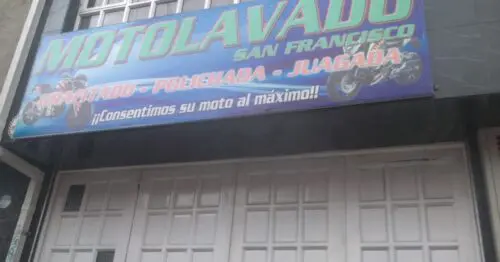 MOTOLAVADO
SAN FRANCISCO
- POLICHADA - JUAGADA
¡¡Consentimos su moto al máximo!!